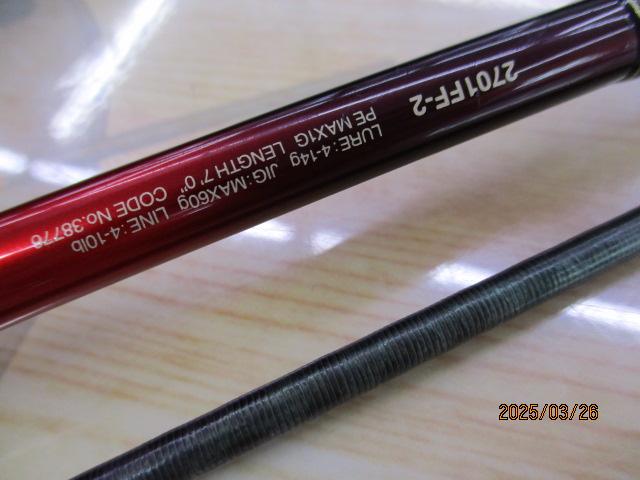 2701FF-2
LURE:4-14g JIG:MAX60g LINE:4-10lb
PE MAX1G LENGTH 7'0" CODE No.38776
2025/03/26